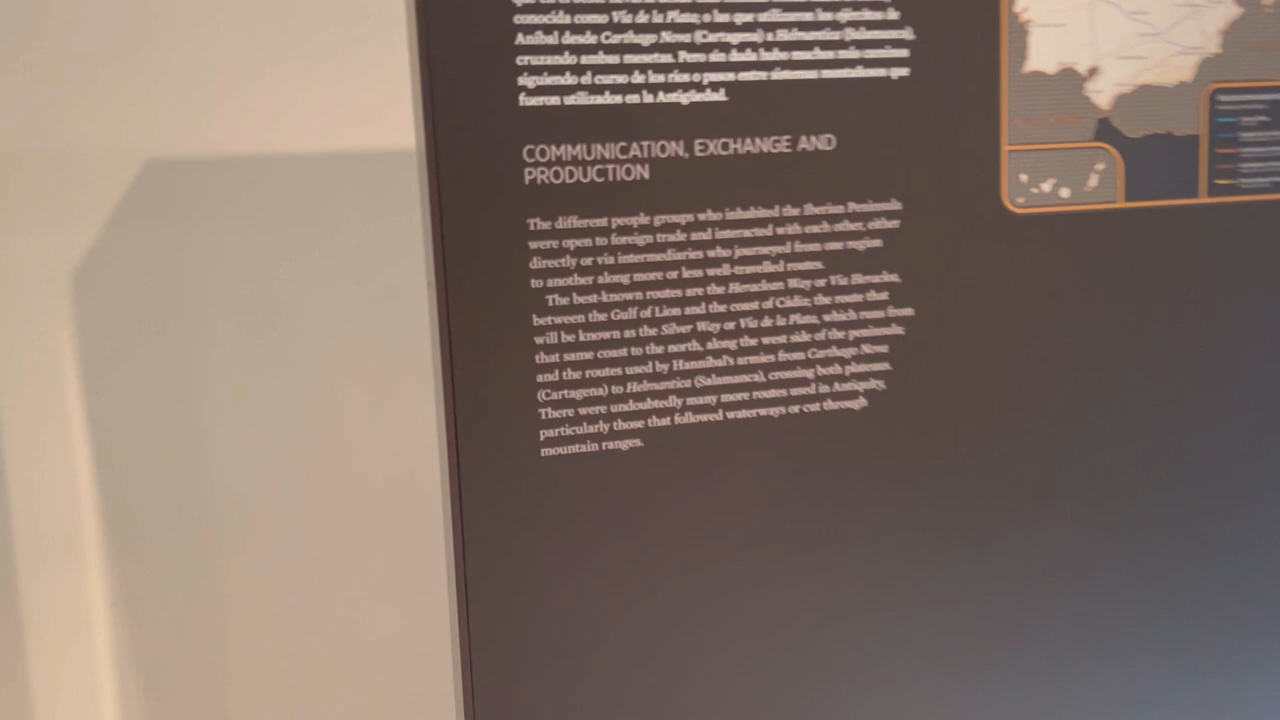 conocida como Vía de la Plata; o las que utilizaron los ejércitos de
Aníbal desde Carthago Nova (Cartagena) a Helmantica (Salamanca),
cruzando ambas mesetas. Pero sin duda hubo muchos más caminos
siguiendo el curso de los ríos o pasos entre sistemas montañosos que
fueron utilizados en la Antigüedad.
COMMUNICATION, EXCHANGE AND
PRODUCTION
The different people groups who inhabited the Iberian Peninsula
were open to foreign trade and interacted with each other, either
directly or via intermediaries who journeyed from one region
to another along more or less well-travelled routes.
The best-known routes are the Heraclean Way or Via Heraclea,
between the Gulf of Lion and the coast of Cádiz; the route that
will be known as the Silver Way or Vía de la Plata, which runs from
that same coast to the north, along the west side of the peninsula;
and the routes used by Hannibal's armies from Carthago Nova
(Cartagena) to Helmantica (Salamanca), crossing both plateaus.
There were undoubtedly many more routes used in Antiquity,
particularly those that followed waterways or cut through
mountain ranges.